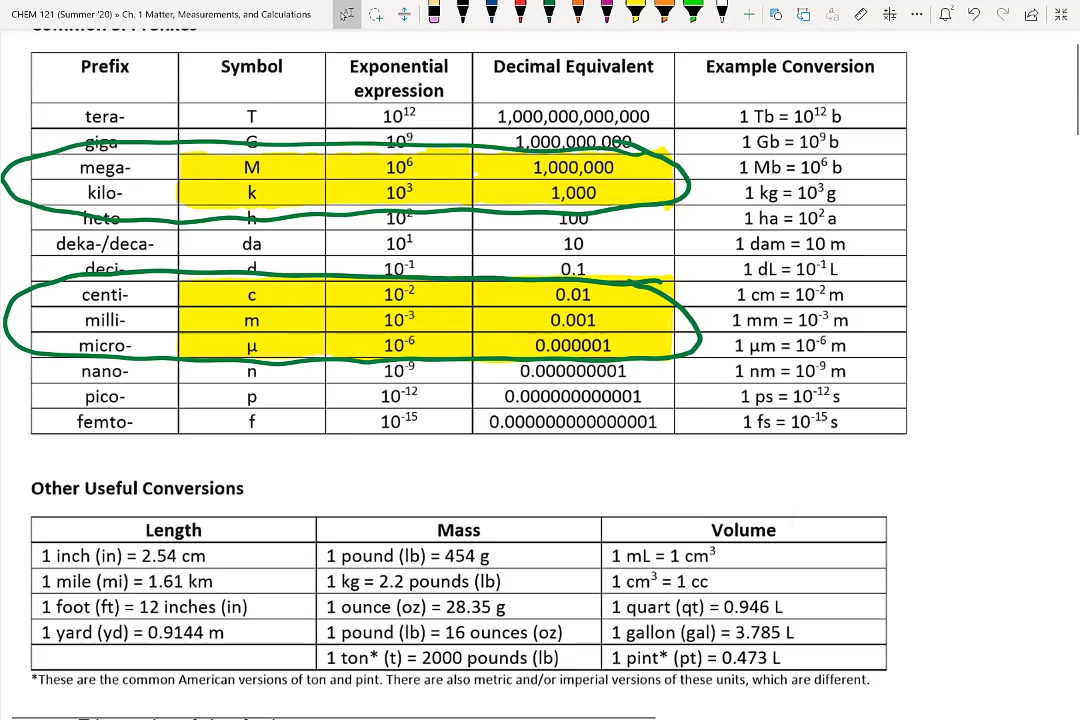 CHEM 121 (Summer '20) » Ch. 1 Matter, Measurements, and Calculations
Prefix Symbol Exponential expression Decimal Equivalent Example Conversion
tera- T 10¹² 1,000,000,000,000 1 Tb = 10¹² b
giga- G 10⁹ 1,000,000,000 1 Gb = 10⁹ b
mega- M 10⁶ 1,000,000 1 Mb = 10⁶ b
kilo- k 10³ 1,000 1 kg = 10³ g
heto- h 10² 100 1 ha = 10² a
deka-/deca- da 10¹ 10 1 dam = 10 m
deci- d 10⁻¹ 0.1 1 dL = 10⁻¹ L
centi- c 10⁻² 0.01 1 cm = 10⁻² m
milli- m 10⁻³ 0.001 1 mm = 10⁻³ m
micro- µ 10⁻⁶ 0.000001 1 µm = 10⁻⁶ m
nano- n 10⁻⁹ 0.000000001 1 nm = 10⁻⁹ m
pico- p 10⁻¹² 0.000000000001 1 ps = 10⁻¹² s
femto- f 10⁻¹⁵ 0.000000000000001 1 fs = 10⁻¹⁵ s
Other Useful Conversions
Length Mass Volume
1 inch (in) = 2.54 cm 1 pound (lb) = 454 g 1 mL = 1 cm³
1 mile (mi) = 1.61 km 1 kg = 2.2 pounds (lb) 1 cm³ = 1 cc
1 foot (ft) = 12 inches (in) 1 ounce (oz) = 28.35 g 1 quart (qt) = 0.946 L
1 yard (yd) = 0.9144 m 1 pound (lb) = 16 ounces (oz) 1 gallon (gal) = 3.785 L
1 ton* (t) = 2000 pounds (lb) 1 pint* (pt) = 0.473 L
*These are the common American versions of ton and pint. There are also metric and/or imperial versions of these units, which are different.